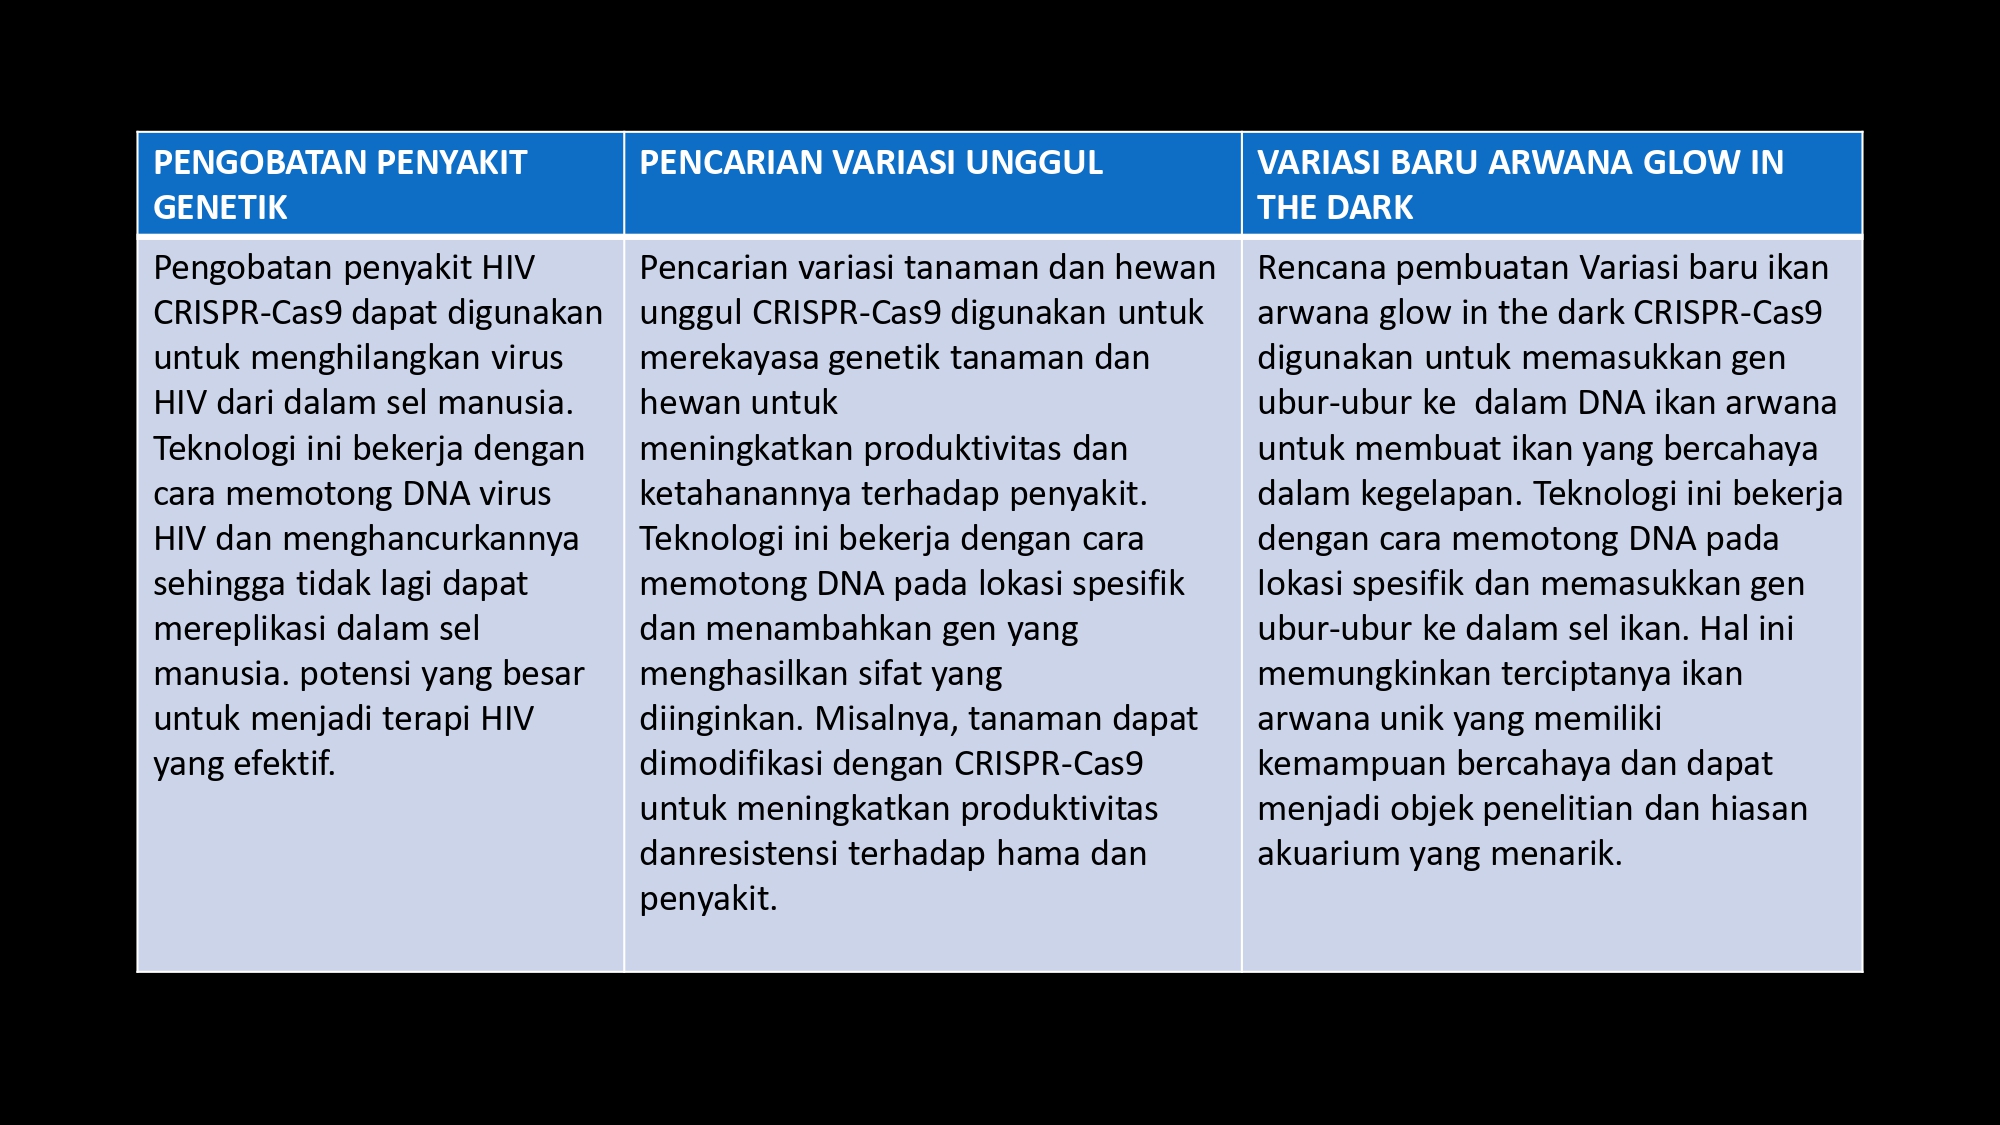 PENGOBATAN PENYAKIT
GENETIK
PENCARIAN VARIASI UNGGUL
VARIASI BARU ARWANA GLOW IN
THE DARK
Pengobatan penyakit HIV
CRISPR-Cas9 dapat digunakan
untuk menghilangkan virus
HIV dari dalam sel manusia.
Teknologi ini bekerja dengan
cara memotong DNA virus
HIV dan menghancurkannya
sehingga tidak lagi dapat
mereplikasi dalam sel
manusia. potensi yang besar
untuk menjadi terapi HIV
yang efektif.
Pencarian variasi tanaman dan hewan
unggul CRISPR-Cas9 digunakan untuk
merekayasa genetik tanaman dan
hewan untuk
meningkatkan produktivitas dan
ketahanannya terhadap penyakit.
Teknologi ini bekerja dengan cara
memotong DNA pada lokasi spesifik
dan menambahkan gen yang
menghasilkan sifat yang
diinginkan. Misalnya, tanaman dapat
dimodifikasi dengan CRISPR-Cas9
untuk meningkatkan produktivitas
danresistensi terhadap hama dan
penyakit.
Rencana pembuatan Variasi baru ikan
arwana glow in the dark CRISPR-Cas9
digunakan untuk memasukkan gen
ubur-ubur ke  dalam DNA ikan arwana
untuk membuat ikan yang bercahaya
dalam kegelapan. Teknologi ini bekerja
dengan cara memotong DNA pada
lokasi spesifik dan memasukkan gen
ubur-ubur ke dalam sel ikan. Hal ini
memungkinkan terciptanya ikan
arwana unik yang memiliki
kemampuan bercahaya dan dapat
menjadi objek penelitian dan hiasan
akuarium yang menarik.